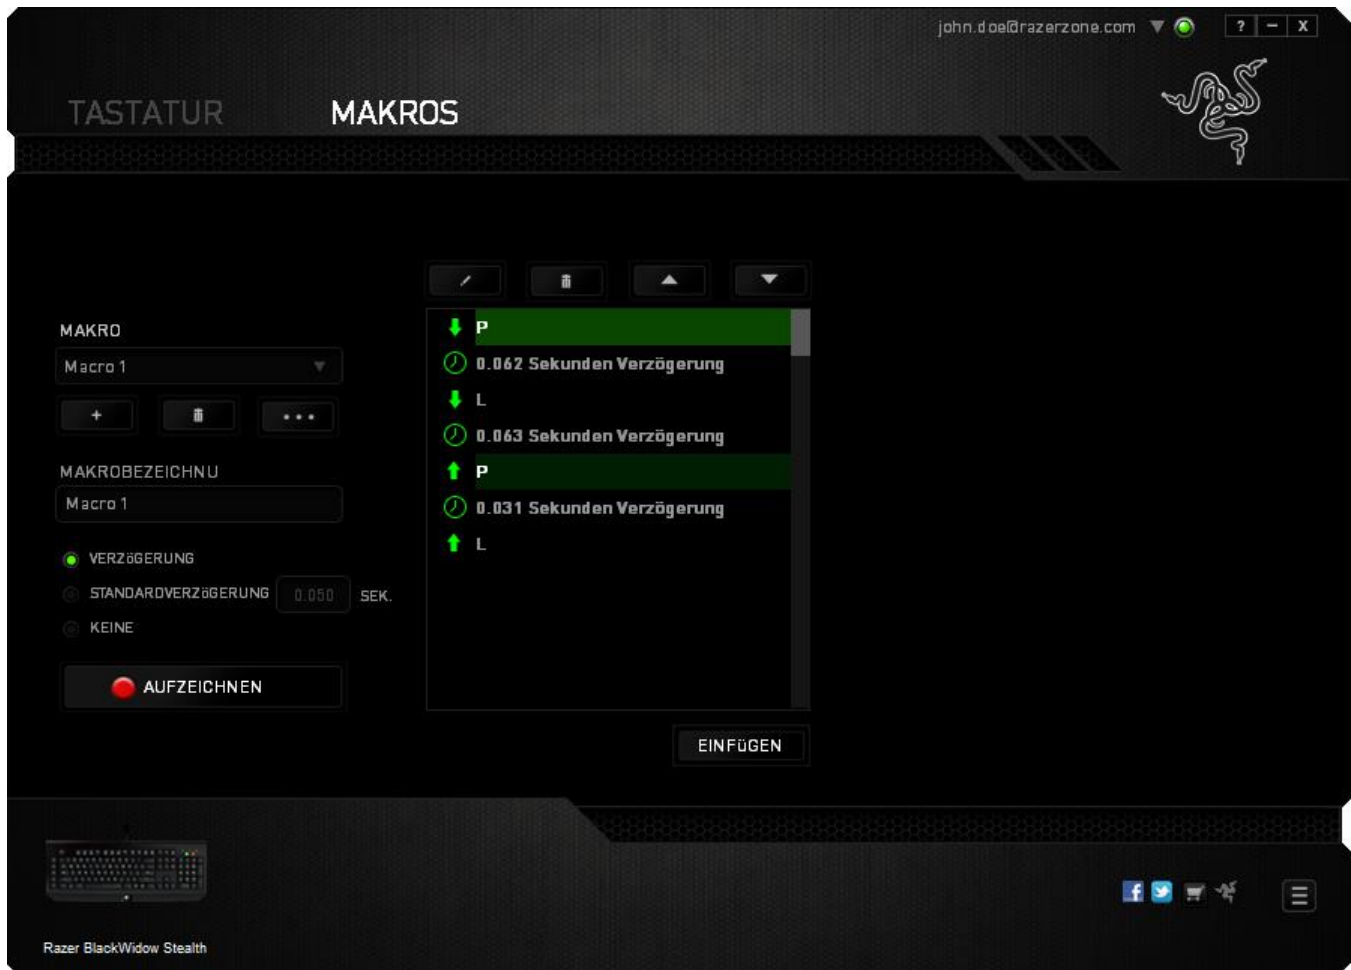 john.doe@razerzone.com
? – X
TASTATUR MAKROS
MAKRO
Macro 1
+ ...
MAKROBEZEICHNU
Macro 1
VERZöGERUNG
STANDARDVERZöGERUNG 0.050 SEK.
KEINE
AUFZEICHNEN
P
0.062 Sekunden Verzögerung
L
0.063 Sekunden Verzögerung
P
0.031 Sekunden Verzögerung
L
EINFüGEN
Razer BlackWidow Stealth